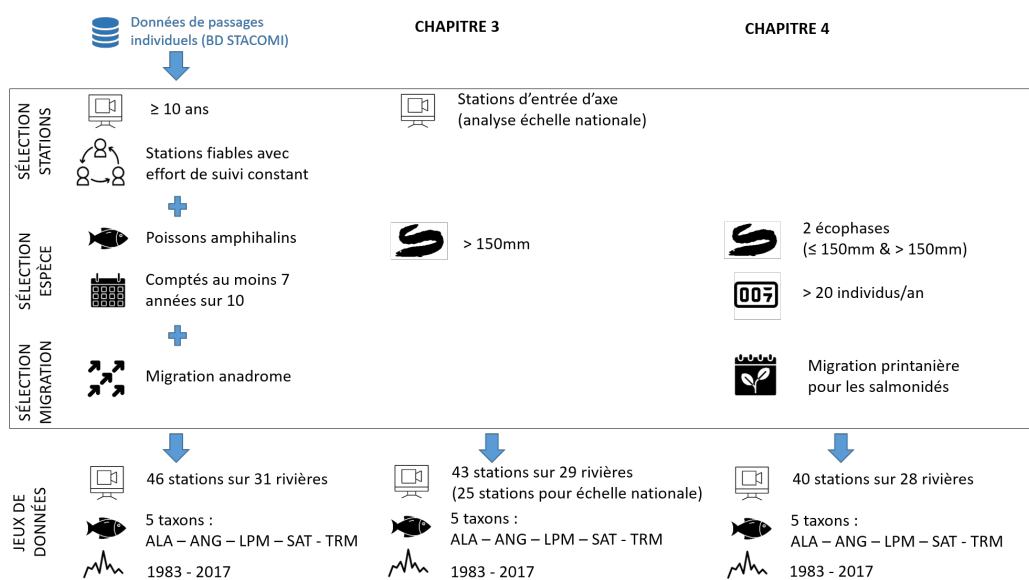 Données de passages
individuels (BD STACOMI)
CHAPITRE 3
CHAPITRE 4
SÉLECTION
STATIONS
≥ 10 ans
Stations fiables avec
effort de suivi constant
Stations d'entrée d'axe
(analyse échelle nationale)
SÉLECTION
ESPÈCE
Poissons amphihalins
Comptés au moins 7
années sur 10
> 150mm
2 écophases
(≤ 150mm & > 150mm)
007
> 20 individus/an
SÉLECTION
MIGRATION
Migration anadrome
Migration printanière
pour les salmonidés
JEUX DE
DONNÉES
46 stations sur 31 rivières
5 taxons :
ALA – ANG – LPM – SAT - TRM
1983 - 2017
43 stations sur 29 rivières
(25 stations pour échelle nationale)
5 taxons :
ALA – ANG – LPM – SAT - TRM
1983 - 2017
40 stations sur 28 rivières
5 taxons :
ALA – ANG – LPM – SAT - TRM
1983 - 2017